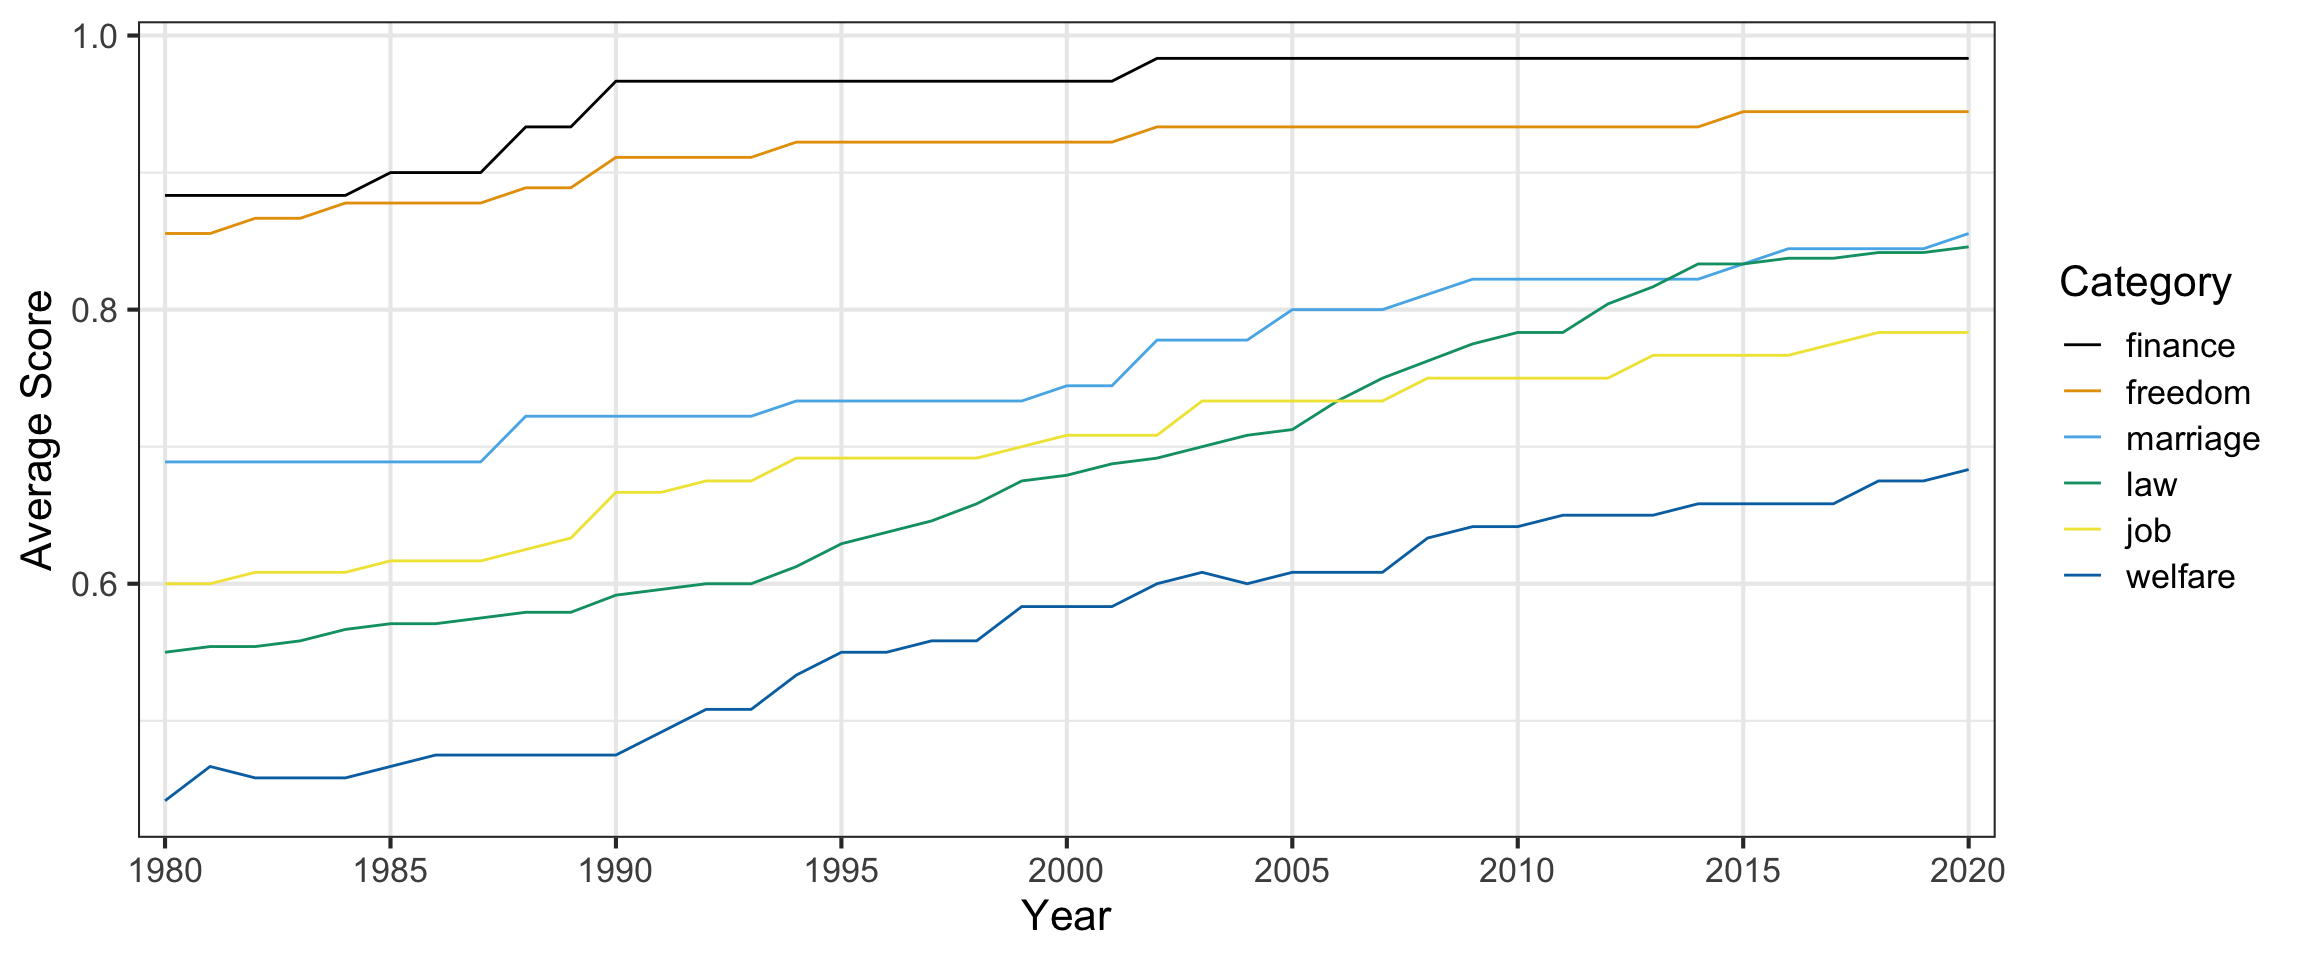 1.0
0.8
0.6
Average Score
1980 1985 1990 1995 2000 2005 2010 2015 2020
Year
Category
finance
freedom
marriage
law
job
welfare